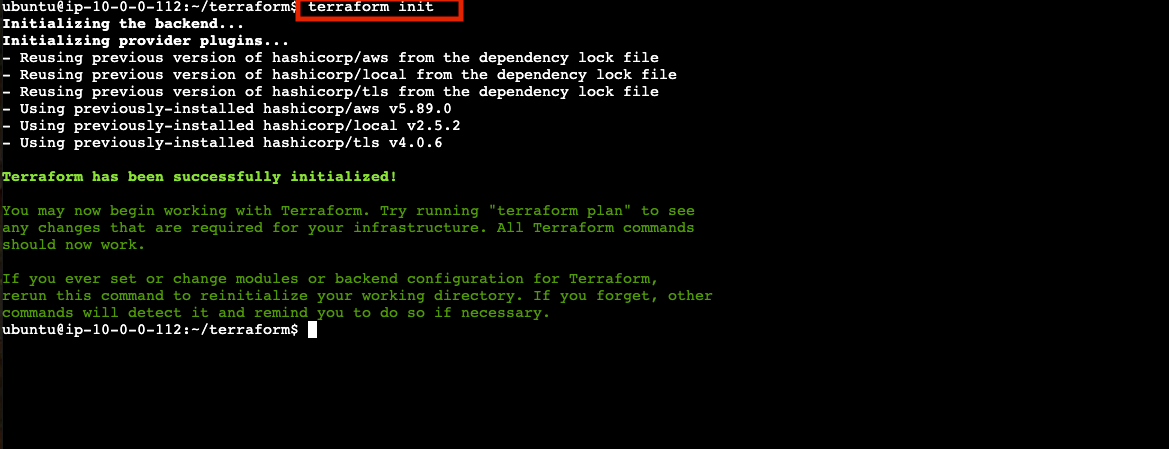 ubuntu@ip-10-0-0-112:~/terraform$ terraform init
Initializing the backend...
Initializing provider plugins...
- Reusing previous version of hashicorp/aws from the dependency lock file
- Reusing previous version of hashicorp/local from the dependency lock file
- Reusing previous version of hashicorp/tls from the dependency lock file
- Using previously-installed hashicorp/aws v5.89.0
- Using previously-installed hashicorp/local v2.5.2
- Using previously-installed hashicorp/tls v4.0.6
Terraform has been successfully initialized!
You may now begin working with Terraform. Try running "terraform plan" to see
any changes that are required for your infrastructure. All Terraform commands
should now work.
If you ever set or change modules or backend configuration for Terraform,
rerun this command to reinitialize your working directory. If you forget, other
commands will detect it and remind you to do so if necessary.
ubuntu@ip-10-0-0-112:~/terraform$